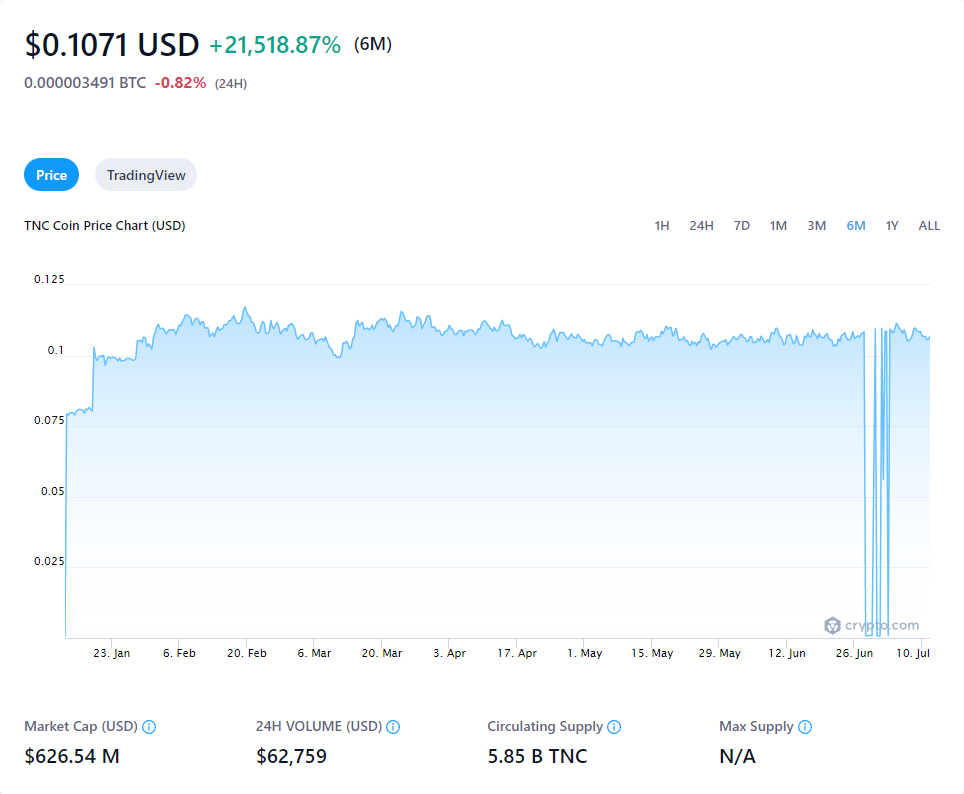 $0.1071 USD +21,518.87% (6M)
0.000003491 BTC -0.82% (24H)
Price TradingView
TNC Coin Price Chart (USD) 1H 24H 7D 1M 3M 6M 1Y ALL
0.125
0.1
0.075
0.05
0.025
crypto.com
23. Jan 6. Feb 20. Feb 6. Mar 20. Mar 3. Apr 17. Apr 1. May 15. May 29. May 12. Jun 26. Jun 10. Jul
Market Cap (USD) 24H VOLUME (USD) Circulating Supply Max Supply
$626.54 M $62,759 5.85 B TNC N/A